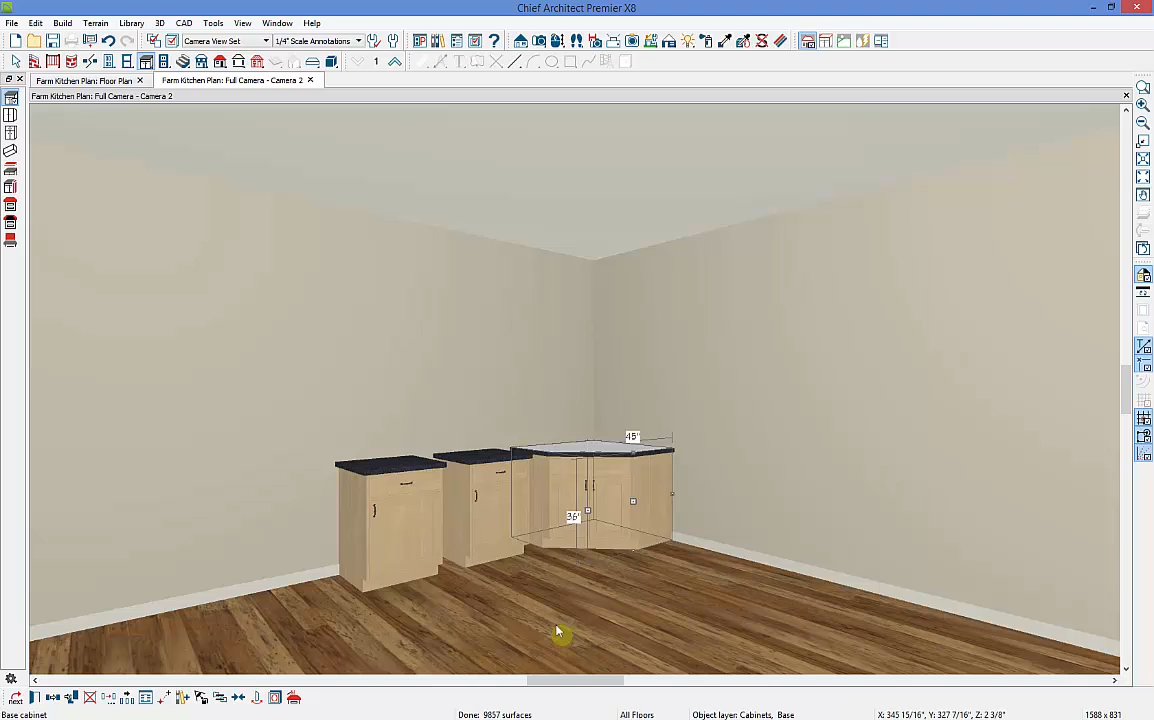 Chief Architect Premier X8
File Edit Build Terrain Library 3D CAD Tools View Window Help
Camera View Set 1/4" Scale Annotations
1
Farm Kitchen Plan: Floor Plan Farm Kitchen Plan: Full Camera - Camera 2
Farm Kitchen Plan: Full Camera - Camera 2
45"
36"
next
Base cabinet Done: 9857 surfaces All Floors Object layer: Cabinets, Base X: 345 15/16", Y: 327 7/16", Z: 2 3/8" 1588 x 831